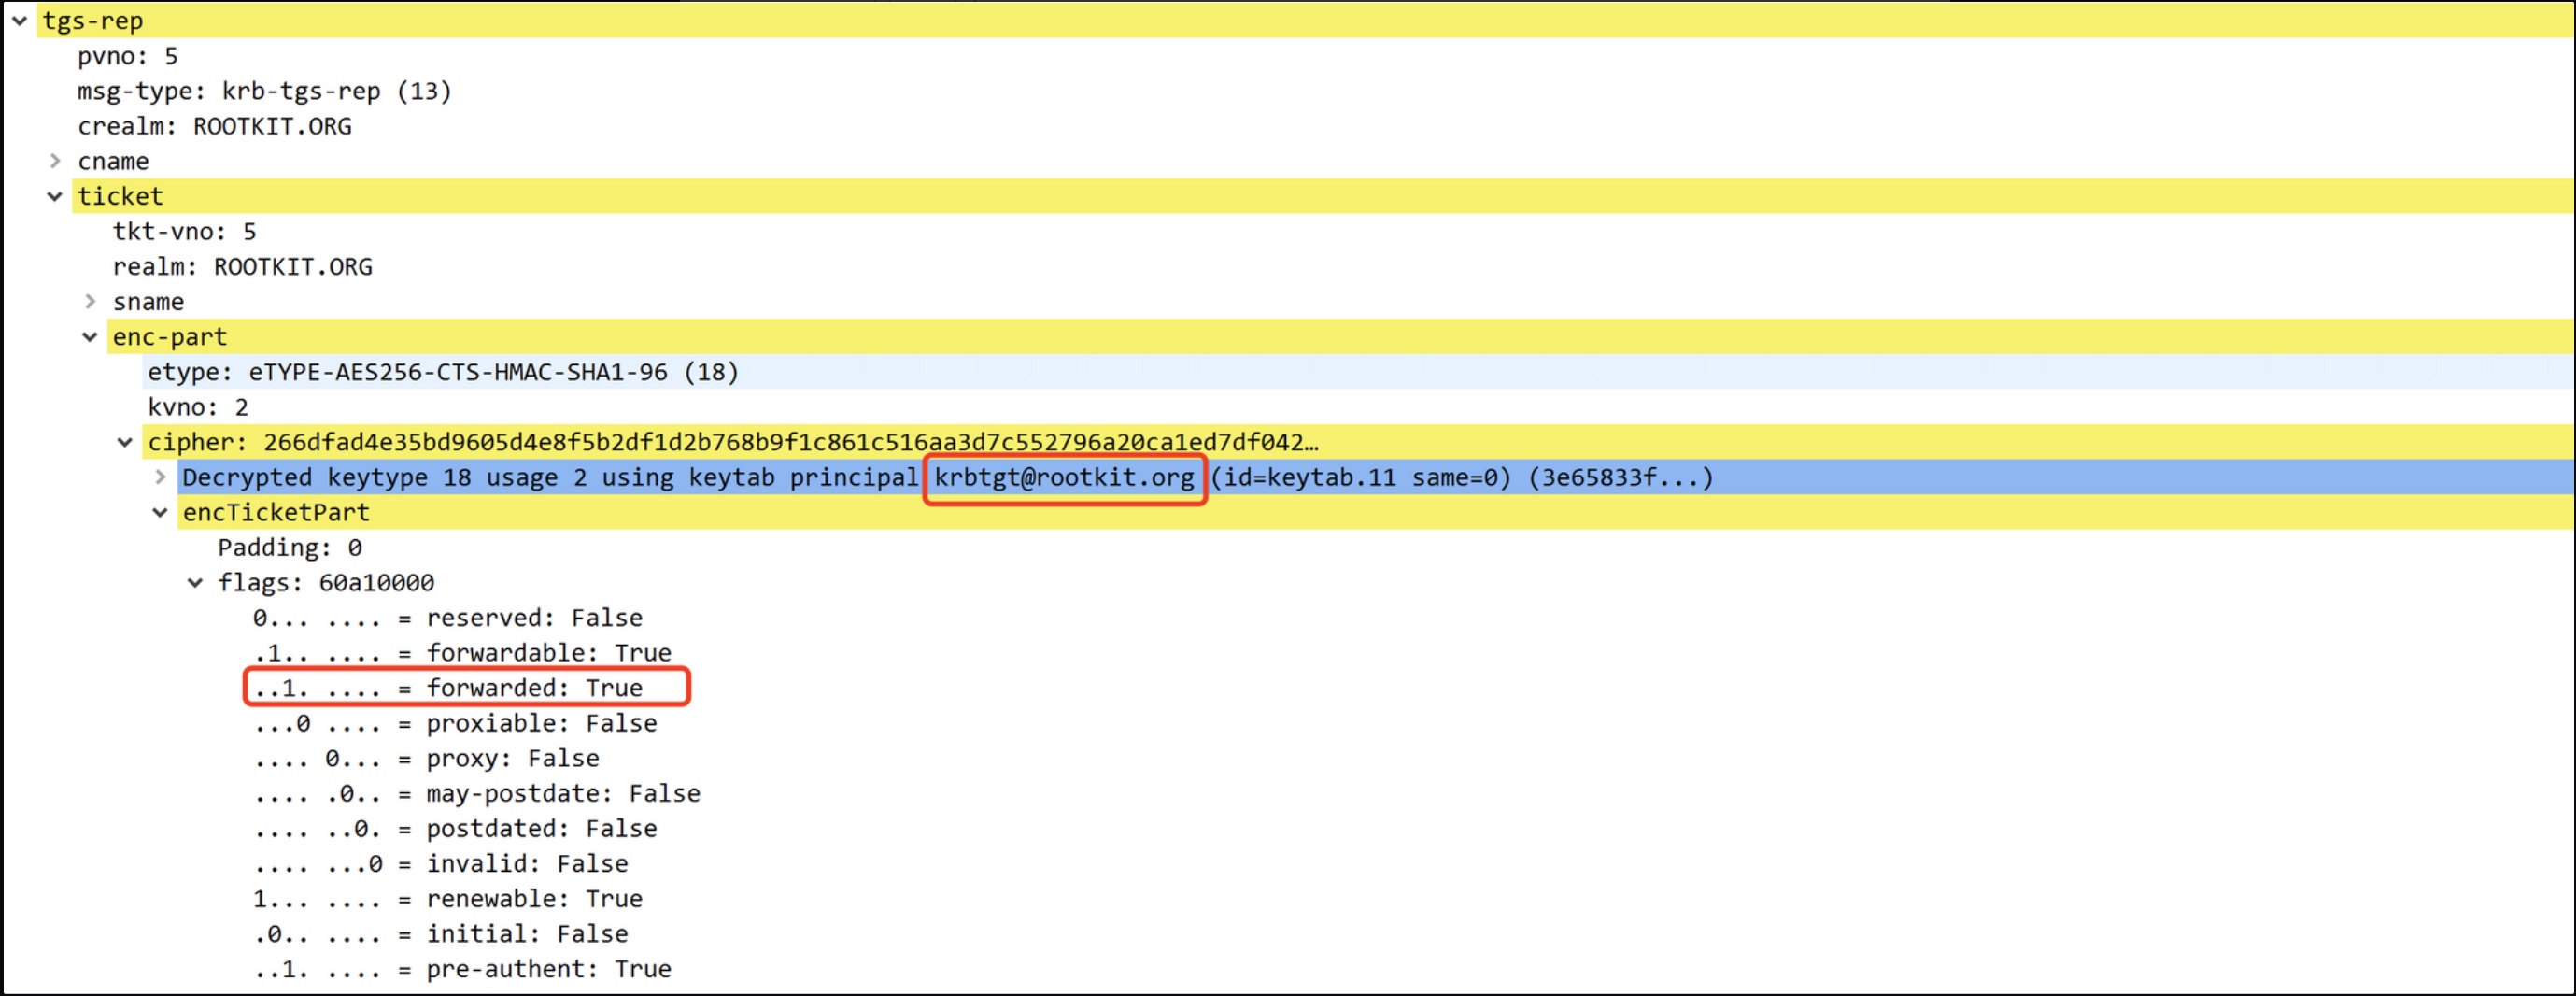 tgs-rep
pvno: 5
msg-type: krb-tgs-rep (13)
crealm: ROOTKIT.ORG
cname
ticket
tkt-vno: 5
realm: ROOTKIT.ORG
sname
enc-part
etype: eTYPE-AES256-CTS-HMAC-SHA1-96 (18)
kvno: 2
cipher: 266dfad4e35bd9605d4e8f5b2df1d2b768b9f1c861c516aa3d7c552796a20ca1ed7df042…
Decrypted keytype 18 usage 2 using keytab principal krbtgt@rootkit.org (id=keytab.11 same=0) (3e65833f...)
encTicketPart
Padding: 0
flags: 60a10000
0... .... = reserved: False
.1.. .... = forwardable: True
..1. .... = forwarded: True
...0 .... = proxiable: False
.... 0... = proxy: False
.... .0.. = may-postdate: False
.... ..0. = postdated: False
.... ...0 = invalid: False
1... .... = renewable: True
.0.. .... = initial: False
..1. .... = pre-authent: True